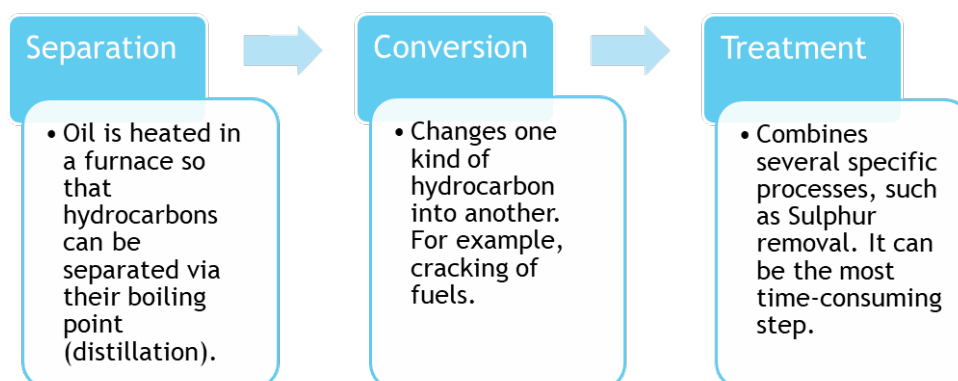 Separation
• Oil is heated in
a furnace so
that
hydrocarbons
can be
separated via
their boiling
point
(distillation).
Conversion
• Changes one
kind of
hydrocarbon
into another.
For example,
cracking of
fuels.
Treatment
• Combines
several specific
processes, such
as Sulphur
removal. It can
be the most
time-consuming
step.